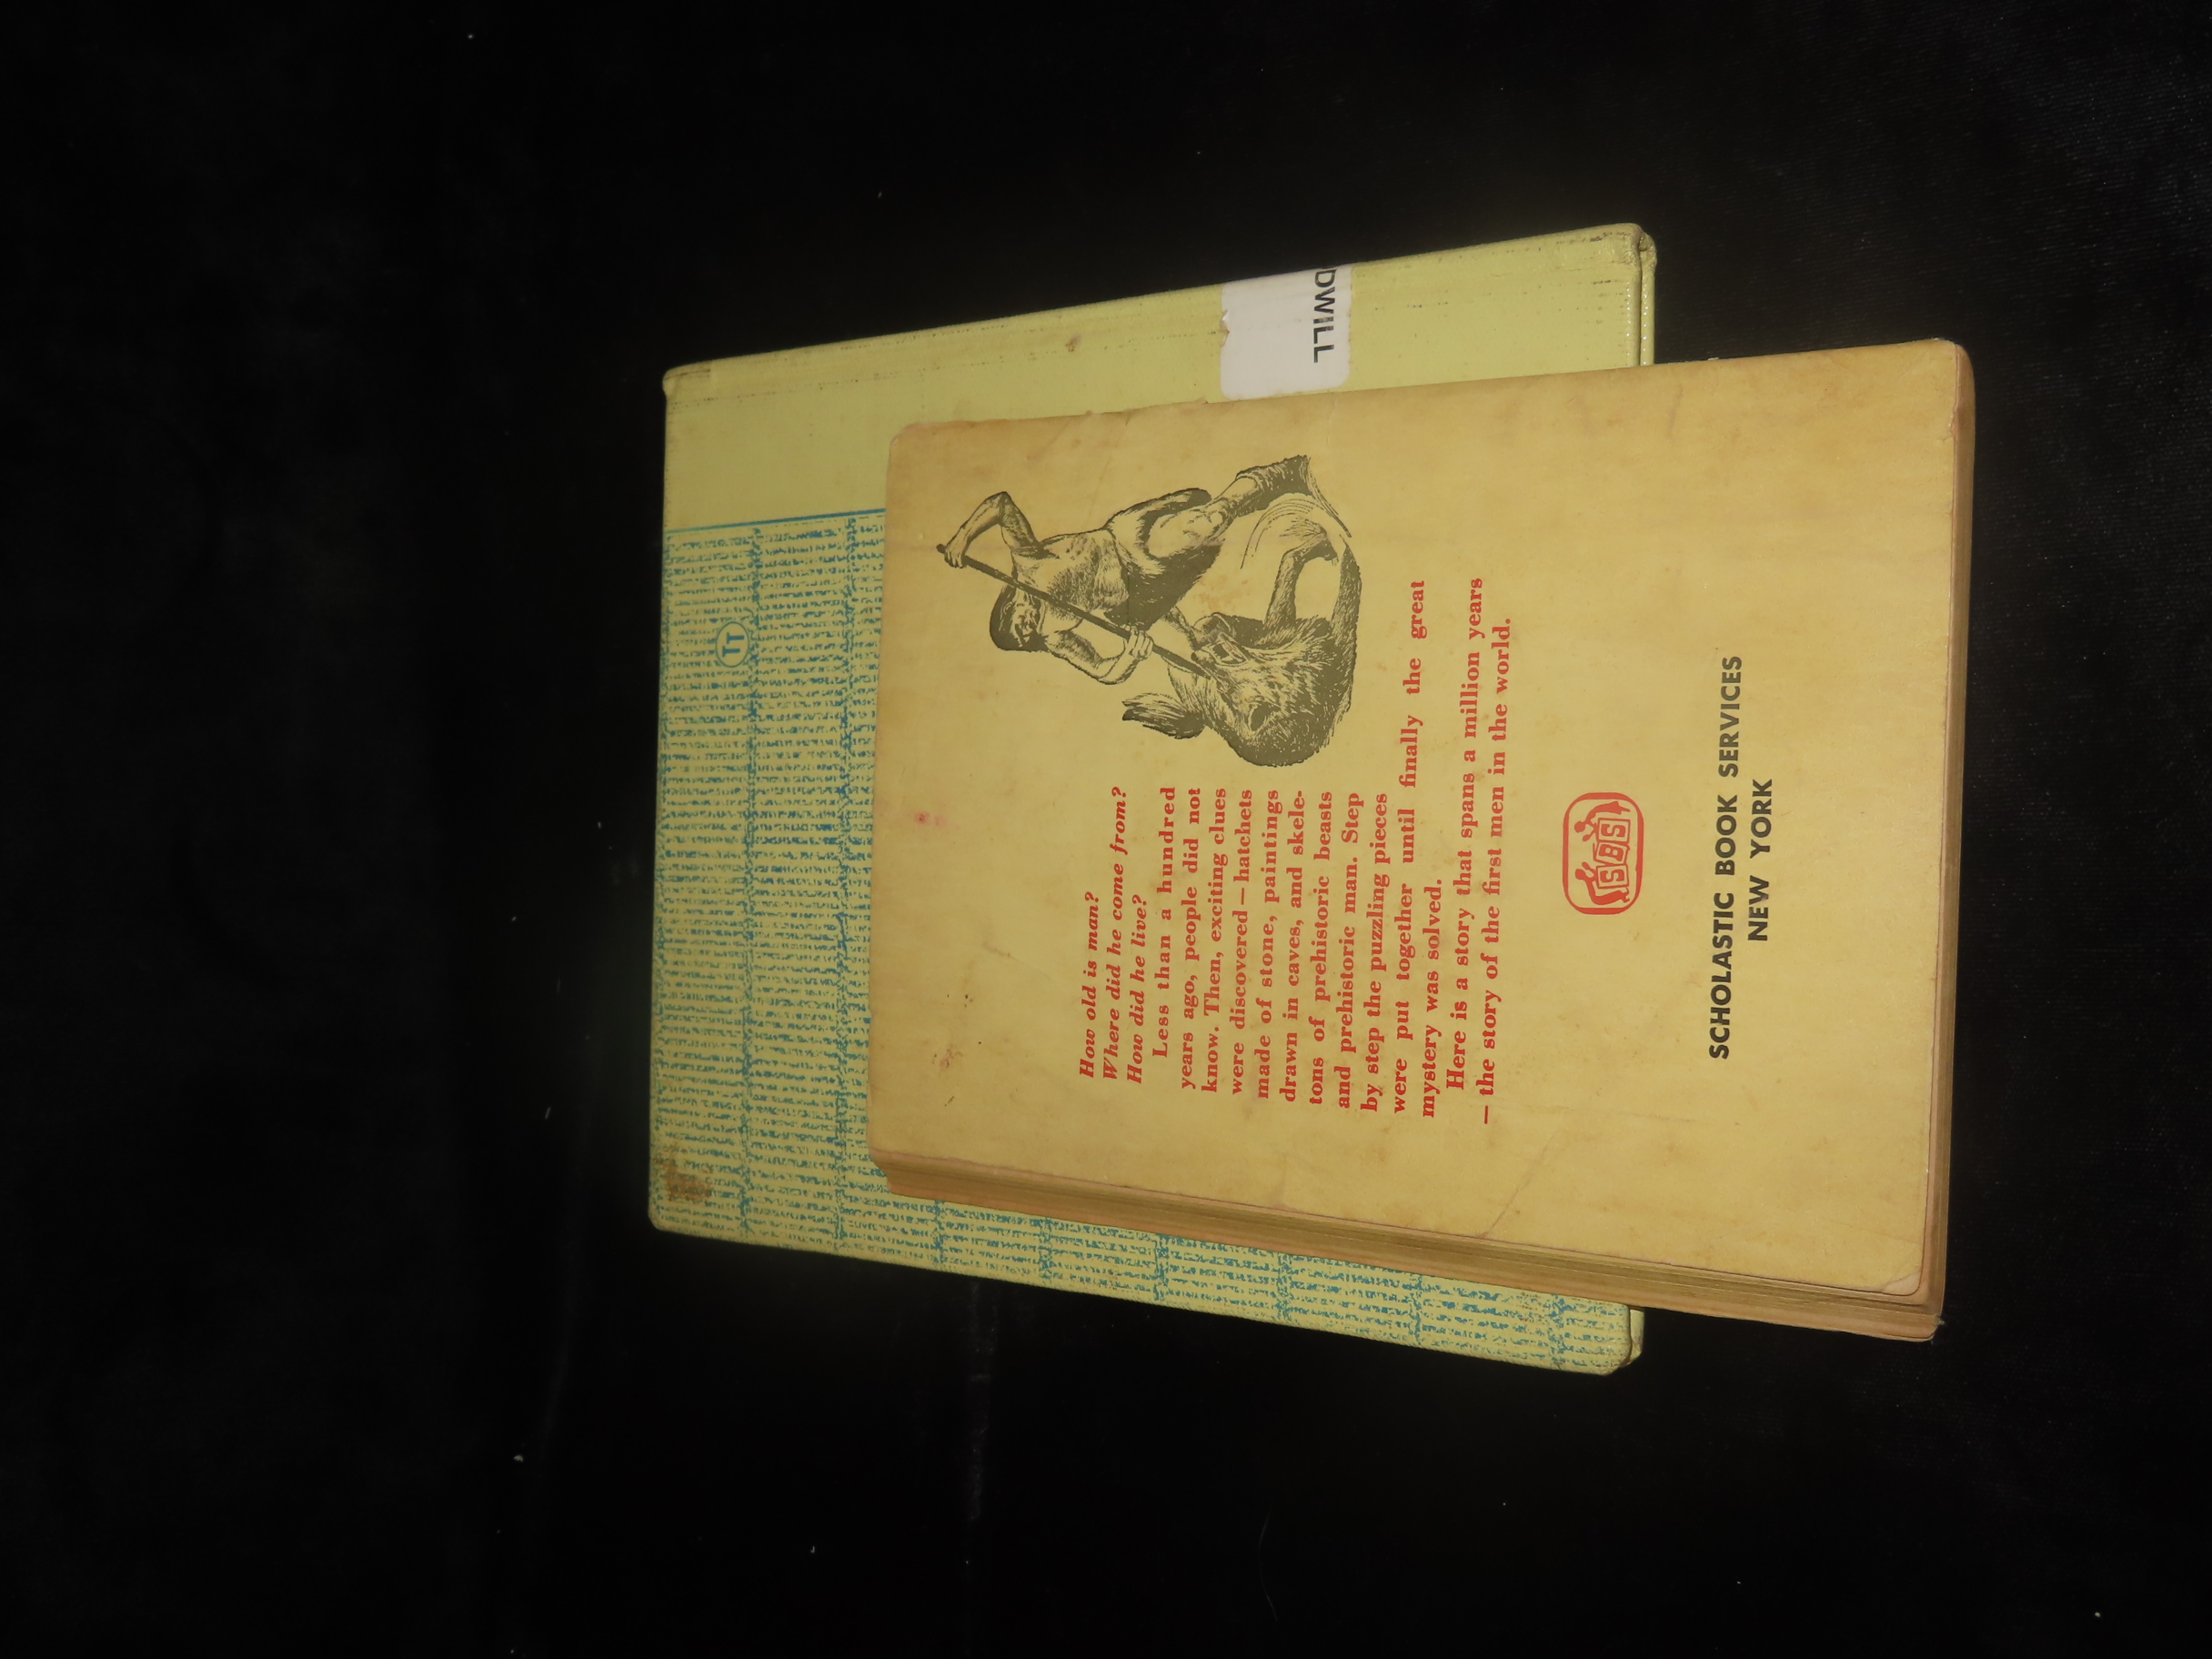 How old is man?
Where did he come from?
How did he live?
Less than a hundred
years ago, people did not
know. Then, exciting clues
were discovered — hatchets
made of stone, paintings
drawn in caves, and skele-
tons of prehistoric beasts
and prehistoric man. Step
by step the puzzling pieces
were put together until finally the great
mystery was solved.
Here is a story that spans a million years
— the story of the first men in the world.
SBS
SCHOLASTIC BOOK SERVICES
NEW YORK
TT
DWILL